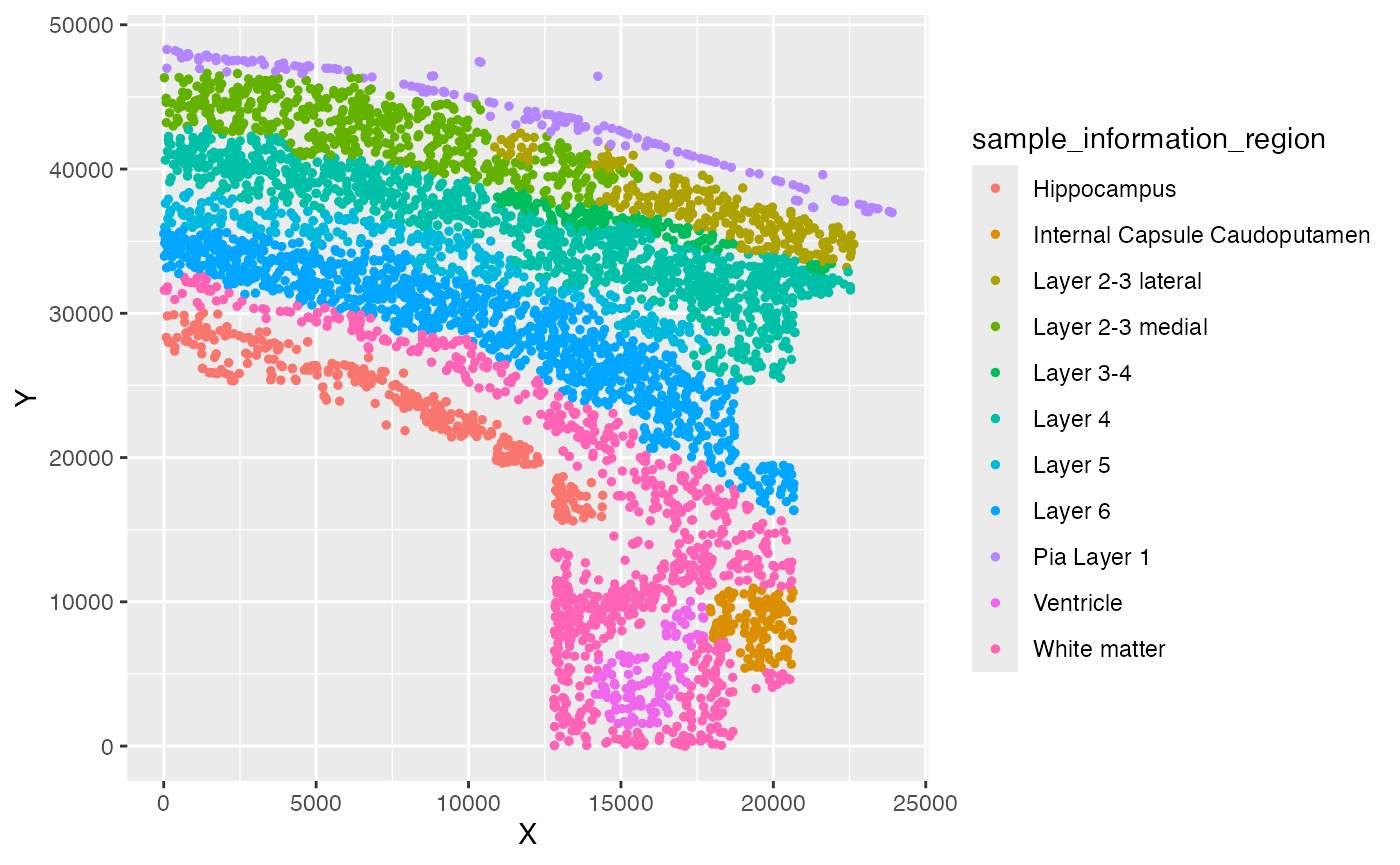 50000
40000
30000
20000
10000
0
Y
0 5000 10000 15000 20000 25000
X
sample_information_region
Hippocampus
Internal Capsule Caudoputamen
Layer 2-3 lateral
Layer 2-3 medial
Layer 3-4
Layer 4
Layer 5
Layer 6
Pia Layer 1
Ventricle
White matter